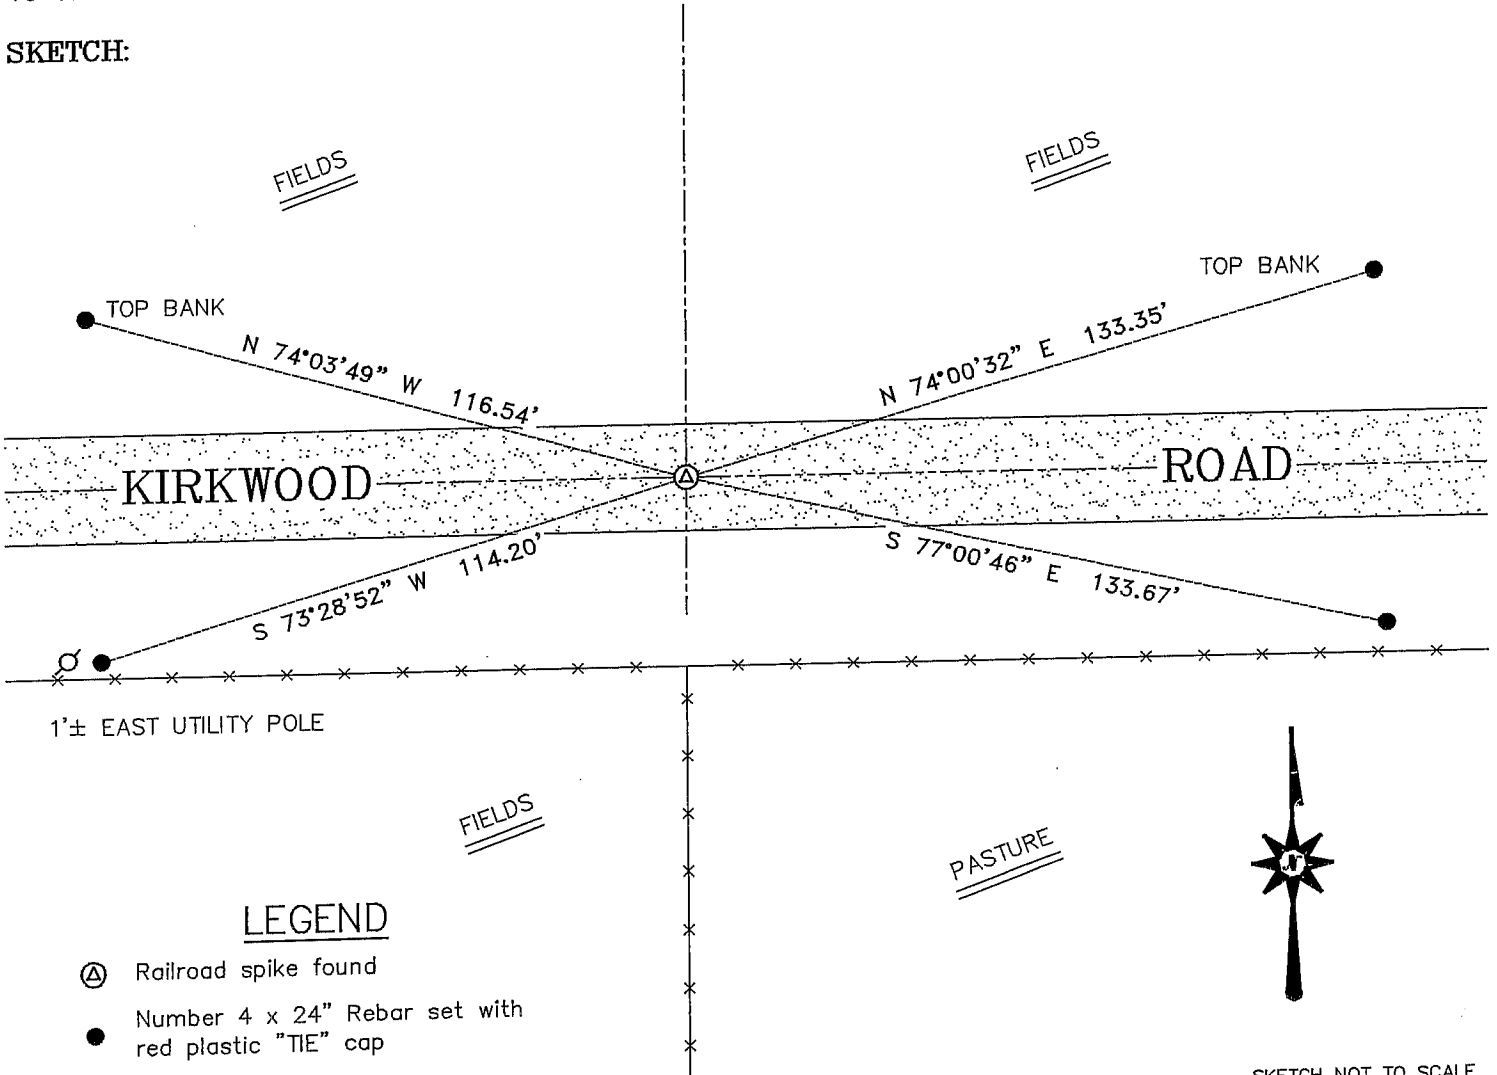 SKETCH:
FIELDS
FIELDS
TOP BANK
TOP BANK
N 74°03'49" W 116.54'
N 74°00'32" E 133.35'
KIRKWOOD ROAD
S 73°28'52" W 114.20'
S 77°00'46" E 133.67'
1'± EAST UTILITY POLE
FIELDS
PASTURE
N
LEGEND
Railroad spike found
Number 4 x 24" Rebar set with
red plastic "TIE" cap
SKETCH NOT TO SCALE